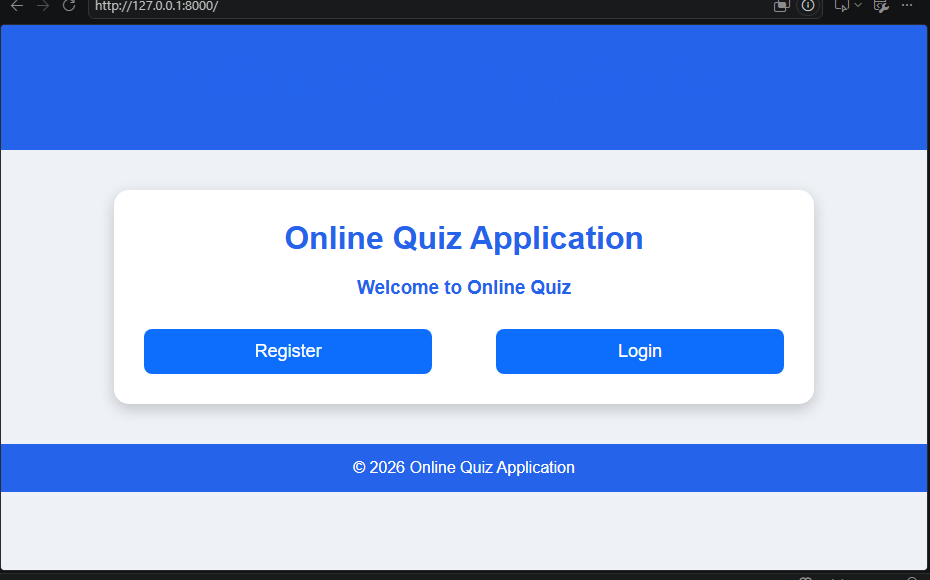 http://127.0.0.1:8000/
Online Quiz Application
Welcome to Online Quiz
Register
Login
© 2026 Online Quiz Application